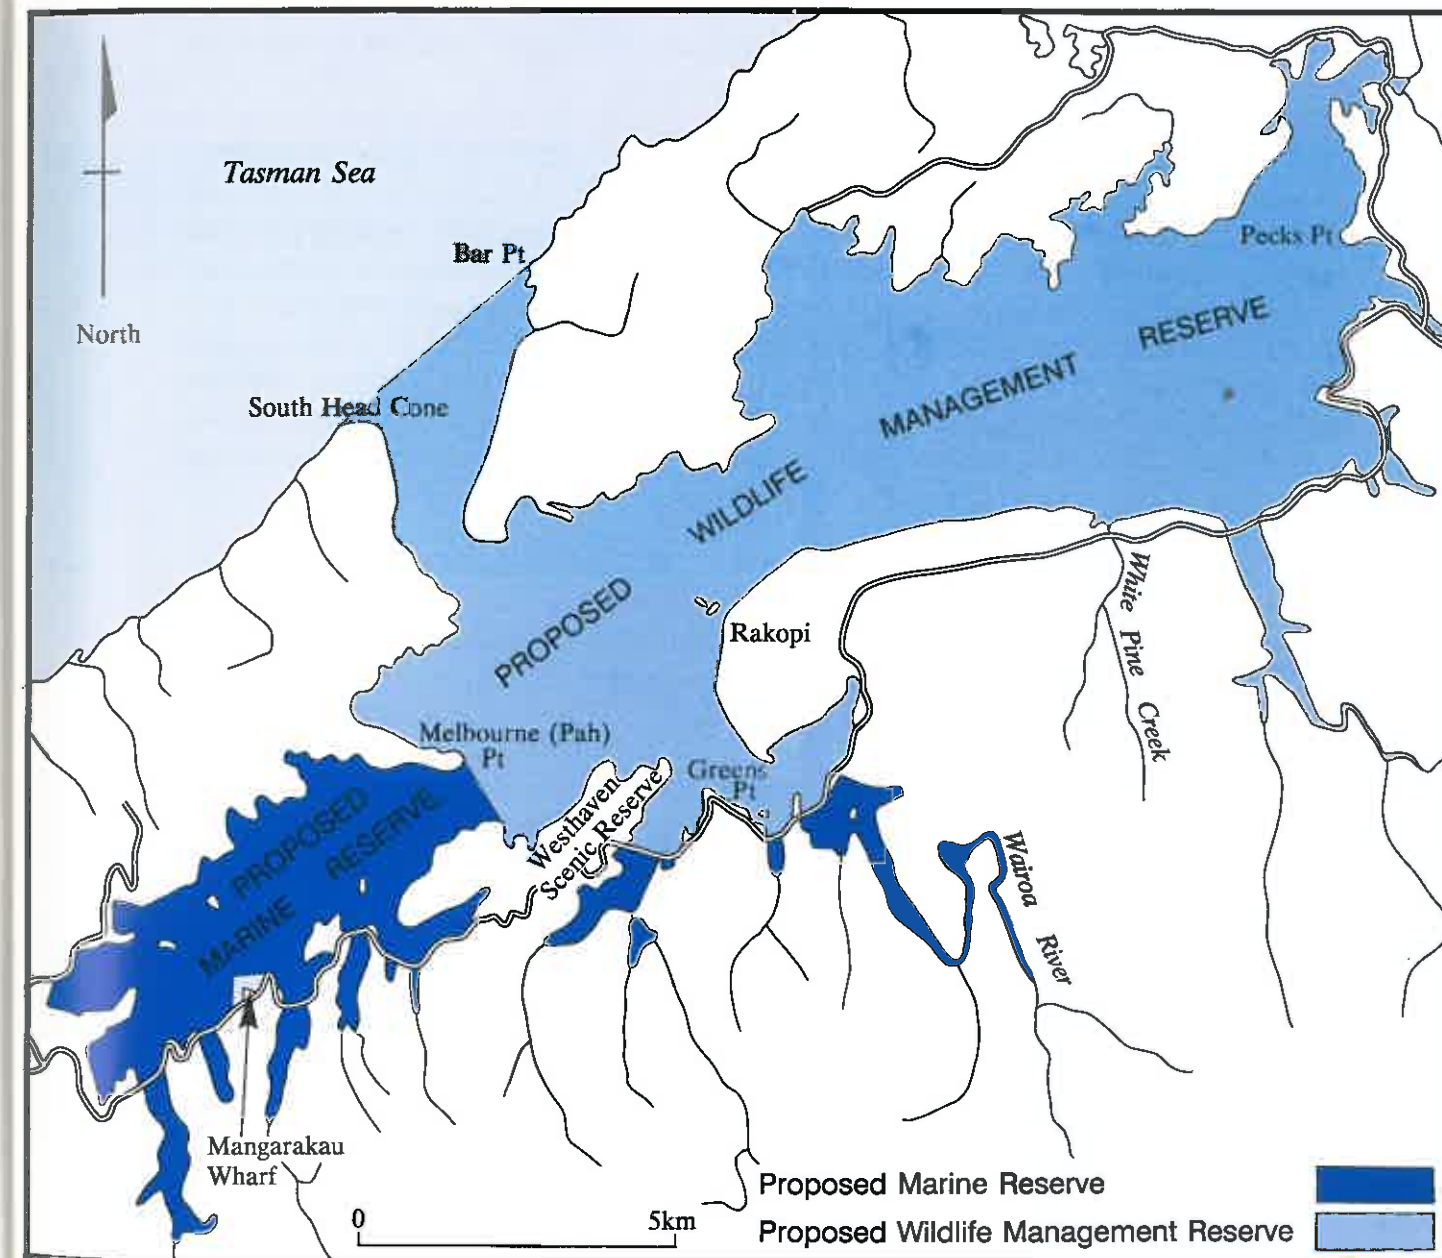 Tasman Sea
North
Bar Pt
South Head Cone
Pecks Pt
PROPOSED WILDLIFE MANAGEMENT RESERVE
Rakopi
White Pine Creek
Melbourne (Pah)
Pt
Greens
Pt
Westhaven
Scenic Reserve
PROPOSED
MARINE RESERVE
Wairoa River
Mangarakau
Wharf
0 5km
Proposed Marine Reserve
Proposed Wildlife Management Reserve